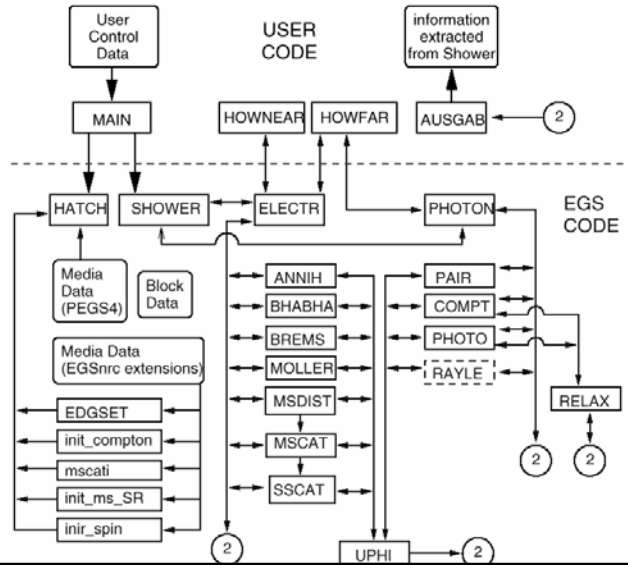 User
Control
Data
USER
CODE
information
extracted
from Shower
MAIN
HOWNEAR
HOWFAR
AUSGAB
2
HATCH
SHOWER
ELECTR
PHOTON
EGS
CODE
Media
Data
(PEGS4)
Block
Data
ANNIH
BHABHA
BREMS
MOLLER
MSDIST
MSCAT
SSCAT
PAIR
COMPT
PHOTO
RAYLE
RELAX
Media Data
(EGSnrc extensions)
EDGSET
init_compton
mscati
init_ms_SR
inir_spin
2
2
2
UPHI
2